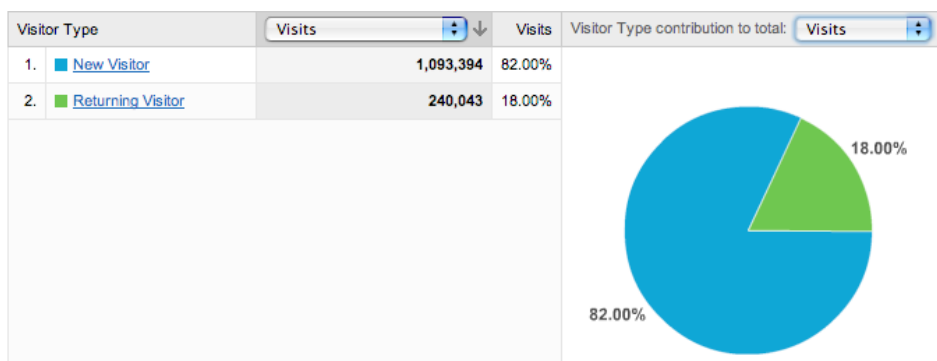 Visitor Type Visits Visits Visitor Type contribution to total: Visits
1. New Visitor 1,093,394 82.00%
2. Returning Visitor 240,043 18.00%
18.00%
82.00%